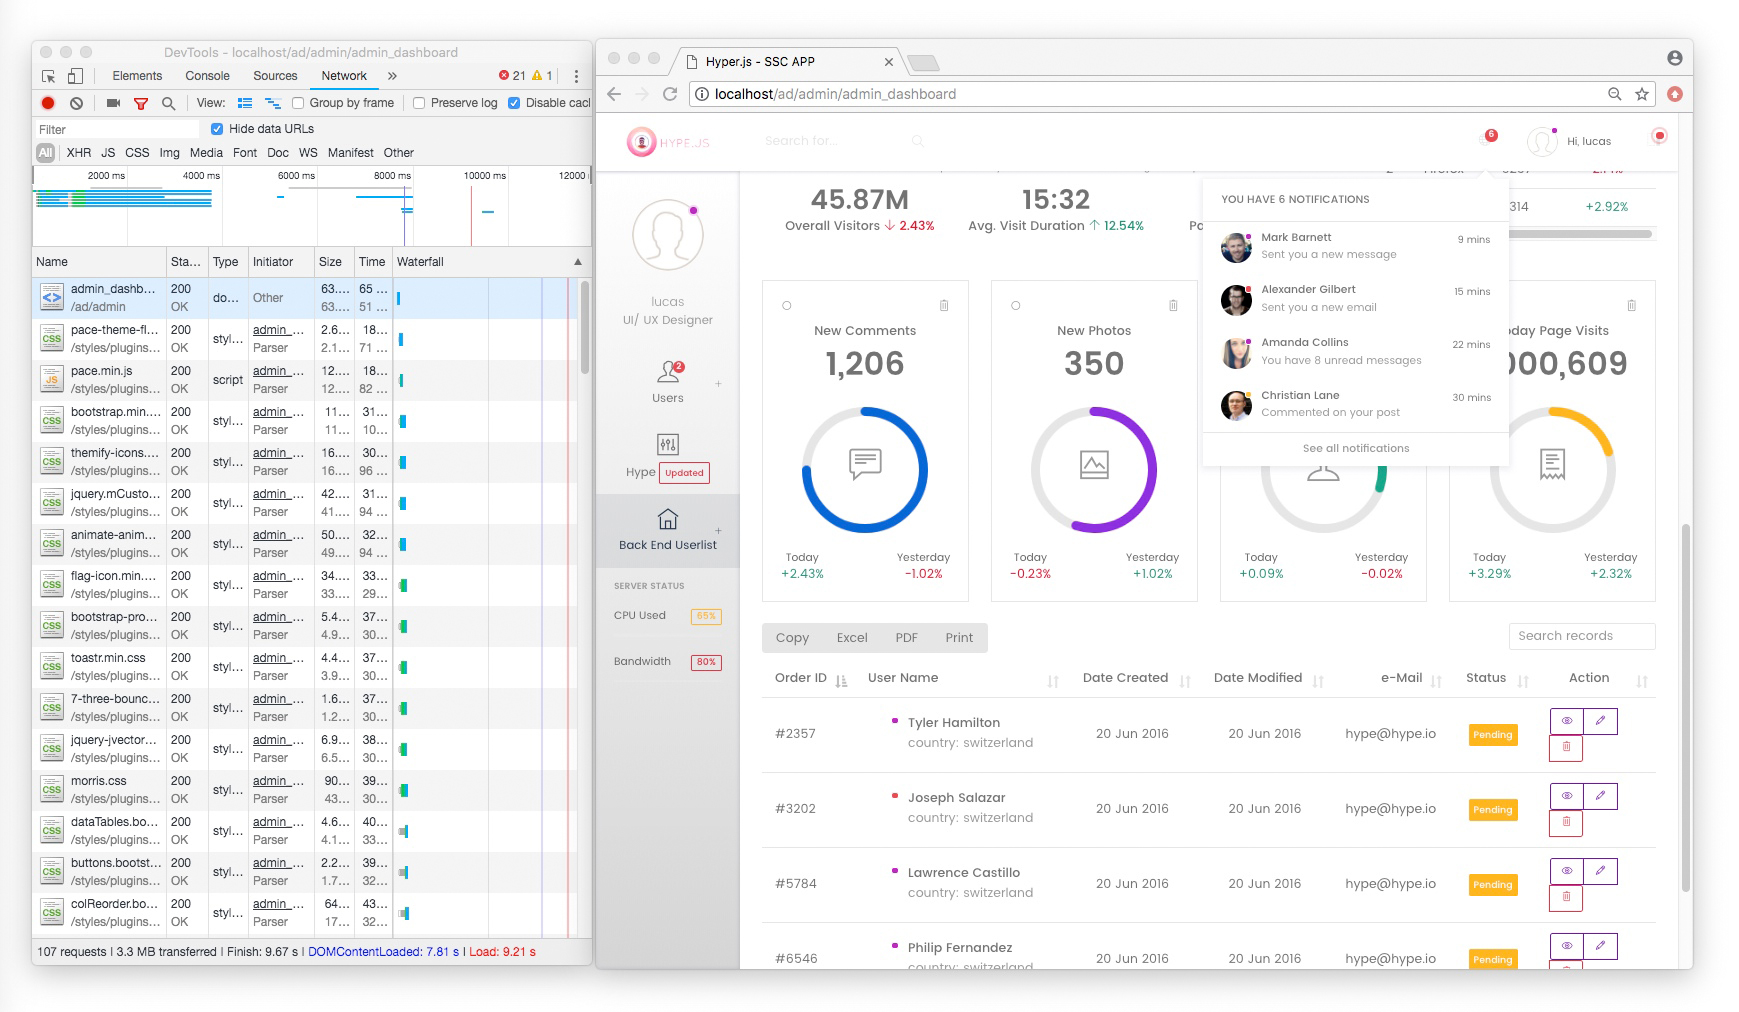 DevTools - localhost/ad/admin/admin_dashboard
Elements Console Sources Network » 21 1
View: Group by frame Preserve log Disable cacl
Filter Hide data URLs
All XHR JS CSS Img Media Font Doc WS Manifest Other
2000 ms 4000 ms 6000 ms 8000 ms 10000 ms 12000
Name Sta... Type Initiator Size Time Waterfall
admin_dashb... 200 do... Other 63.... 65 ...
/ad/admin OK 63.... 51 ...
pace-theme-fl... 200 styl... admin_... 2.6... 18...
/styles/plugins... OK Parser 2.1... 71 ...
pace.min.js 200 script admin_... 12.... 18...
/styles/plugins... OK Parser 12.... 82 ...
bootstrap.min.... 200 styl... admin_... 11... 31...
/styles/plugins... OK Parser 11... 10...
themify-icons.... 200 styl... admin_... 16.... 30...
/styles/plugins... OK Parser 16.... 96 ...
jquery.mCusto... 200 styl... admin_... 42.... 31...
/styles/plugins... OK Parser 41.... 94 ...
animate-anim... 200 styl... admin_... 50.... 32...
/styles/plugins... OK Parser 49.... 94 ...
flag-icon.min.... 200 styl... admin_... 34.... 33...
/styles/plugins... OK Parser 33.... 29...
bootstrap-pro... 200 styl... admin_... 5.4... 37...
/styles/plugins... OK Parser 4.9... 30...
toastr.min.css 200 styl... admin_... 4.4... 37...
/styles/plugins... OK Parser 3.9... 30...
7-three-bounc... 200 styl... admin_... 1.6... 37...
/styles/plugins... OK Parser 1.2... 30...
jquery-jvector... 200 styl... admin_... 6.9... 38...
/styles/plugins... OK Parser 6.5... 30...
morris.css 200 styl... admin_... 90... 39...
/styles/plugins... OK Parser 43... 30...
dataTables.bo... 200 styl... admin_... 4.6... 40...
/styles/plugins... OK Parser 4.1... 33...
buttons.bootst... 200 styl... admin_... 2.2... 39...
/styles/plugins... OK Parser 1.7... 32...
colReorder.bo... 200 styl... admin_... 64... 43...
/styles/plugins... OK Parser 17... 32...
107 requests | 3.3 MB transferred | Finish: 9.67 s | DOMContentLoaded: 7.81 s | Load: 9.21 s
Hyper.js - SSC APP
localhost/ad/admin/admin_dashboard
HYPE.JS Search for... 6 Hi, lucas
lucas
UI/ UX Designer
2
Users
Hype Updated
Back End Userlist
SERVER STATUS
CPU Used 65%
Bandwidth 80%
45.87M 15:32
Overall Visitors 2.43% Avg. Visit Duration 12.54% Pa
314 +2.92%
YOU HAVE 6 NOTIFICATIONS
Mark Barnett 9 mins
Sent you a new message
Alexander Gilbert 15 mins
Sent you a new email
Amanda Collins 22 mins
You have 8 unread messages
Christian Lane 30 mins
Commented on your post
See all notifications
New Comments
1,206
Today Yesterday
+2.43% -1.02%
New Photos
350
Today Yesterday
-0.23% +1.02%
Today Yesterday
+0.09% -0.02%
oday Page Visits
000,609
Today Yesterday
+3.29% +2.32%
Copy Excel PDF Print Search records
Order ID User Name Date Created Date Modified e-Mail Status Action
#2357 Tyler Hamilton 20 Jun 2016 20 Jun 2016 hype@hype.io Pending
country: switzerland
#3202 Joseph Salazar 20 Jun 2016 20 Jun 2016 hype@hype.io Pending
country: switzerland
#5784 Lawrence Castillo 20 Jun 2016 20 Jun 2016 hype@hype.io Pending
country: switzerland
#6546 Philip Fernandez 20 Jun 2016 20 Jun 2016 hype@hype.io Pending
country: switzerland